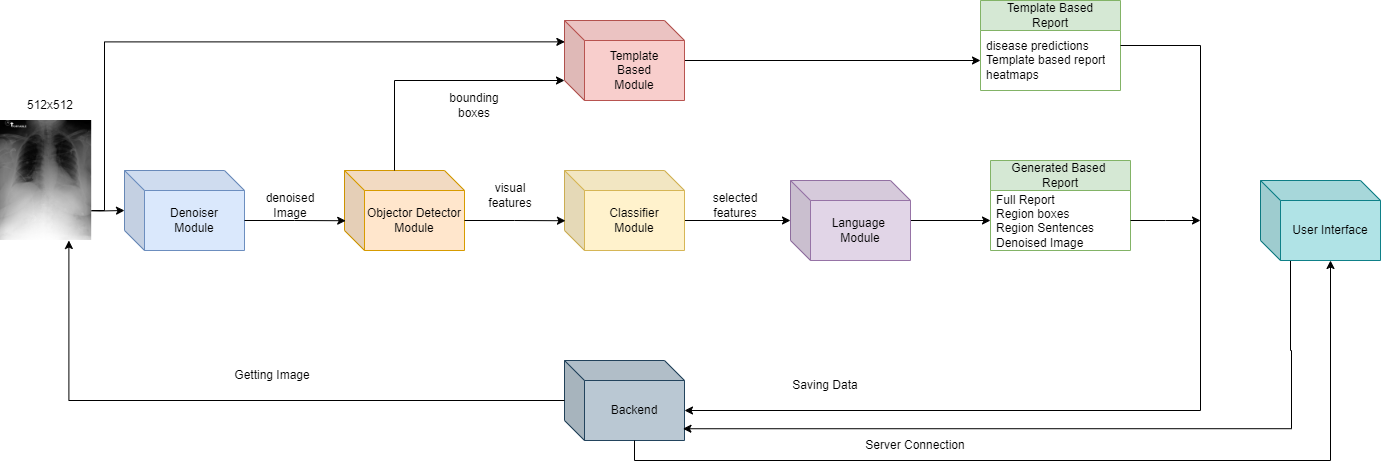 Template Based
Report
disease predictions
Template based report
heatmaps
Template
Based
Module
512x512
bounding
boxes
Denoiser
Module
denoised
Image
Objector Detector
Module
visual
features
Classifier
Module
selected
features
Language
Module
Generated Based
Report
Full Report
Region boxes
Region Sentences
Denoised Image
User Interface
Getting Image
Backend
Saving Data
Server Connection